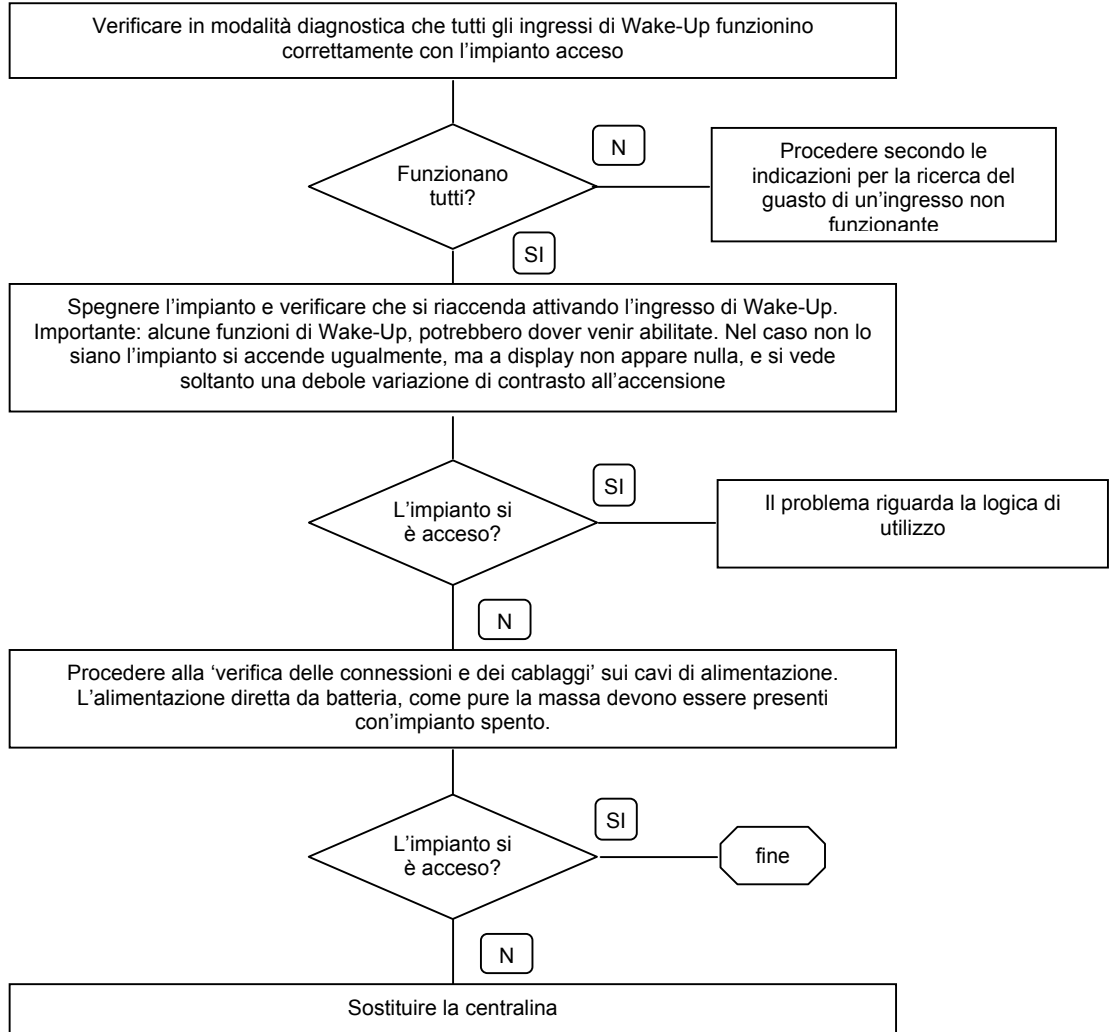 Verificare in modalità diagnostica che tutti gli ingressi di Wake-Up funzionino
correttamente con l'impianto acceso
Funzionano
tutti?
N
Procedere secondo le
indicazioni per la ricerca del
guasto di un'ingresso non
funzionante
SI
Spegnere l'impianto e verificare che si riaccenda attivando l'ingresso di Wake-Up.
Importante: alcune funzioni di Wake-Up, potrebbero dover venir abilitate. Nel caso non lo
siano l'impianto si accende ugualmente, ma a display non appare nulla, e si vede
soltanto una debole variazione di contrasto all'accensione
L'impianto si
è acceso?
SI
Il problema riguarda la logica di
utilizzo
N
Procedere alla 'verifica delle connessioni e dei cablaggi' sui cavi di alimentazione.
L'alimentazione diretta da batteria, come pure la massa devono essere presenti
con'impianto spento.
L'impianto si
è acceso?
SI
fine
N
Sostituire la centralina